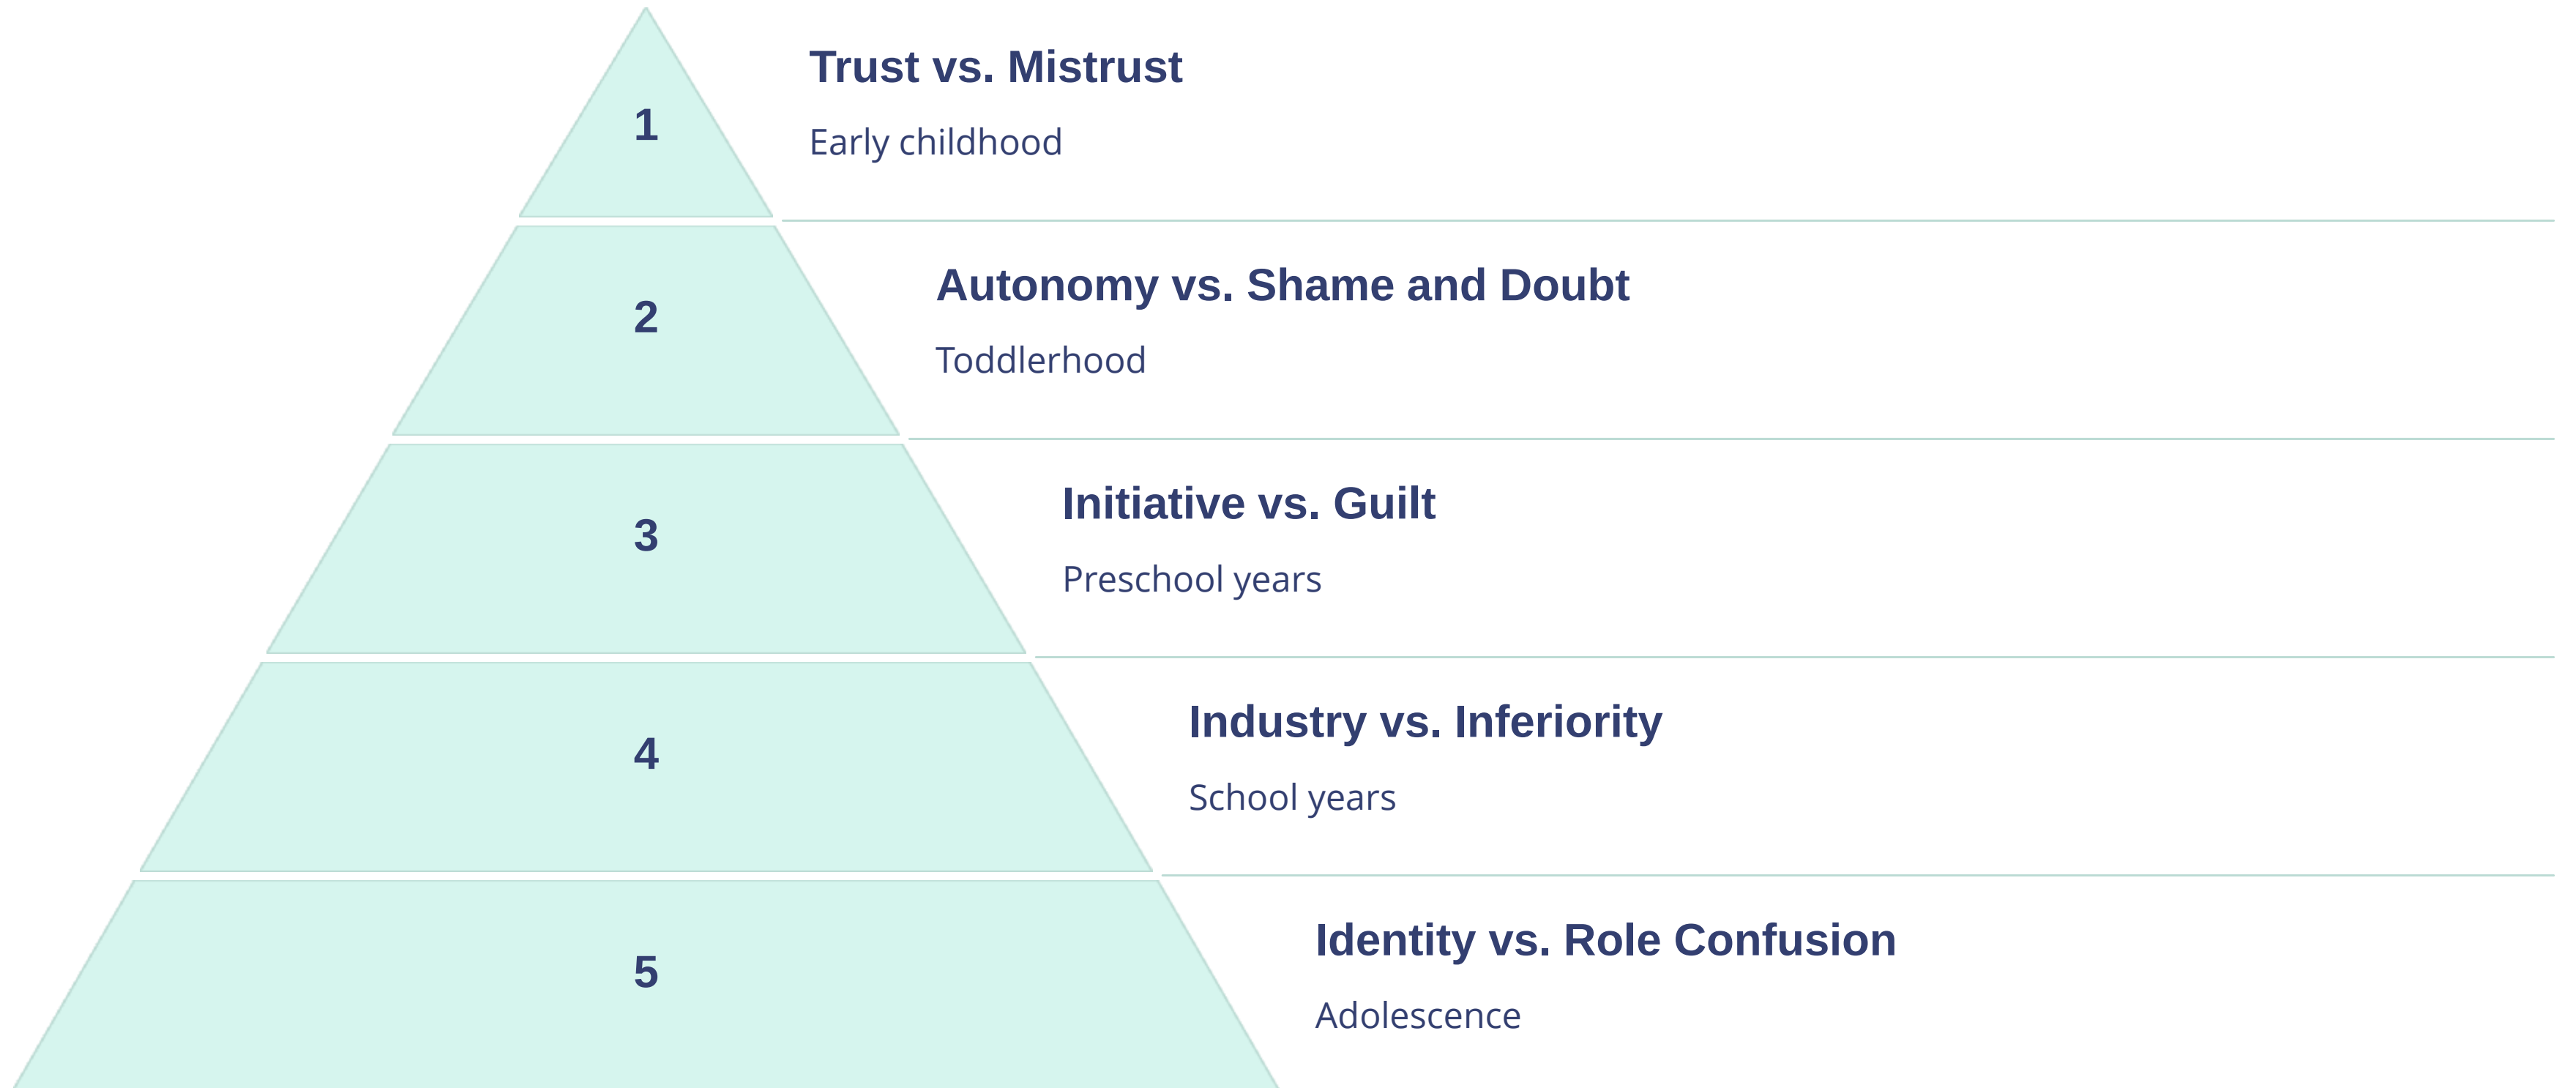 1
Trust vs. Mistrust
Early childhood
2
Autonomy vs. Shame and Doubt
Toddlerhood
3
Initiative vs. Guilt
Preschool years
4
Industry vs. Inferiority
School years
5
Identity vs. Role Confusion
Adolescence